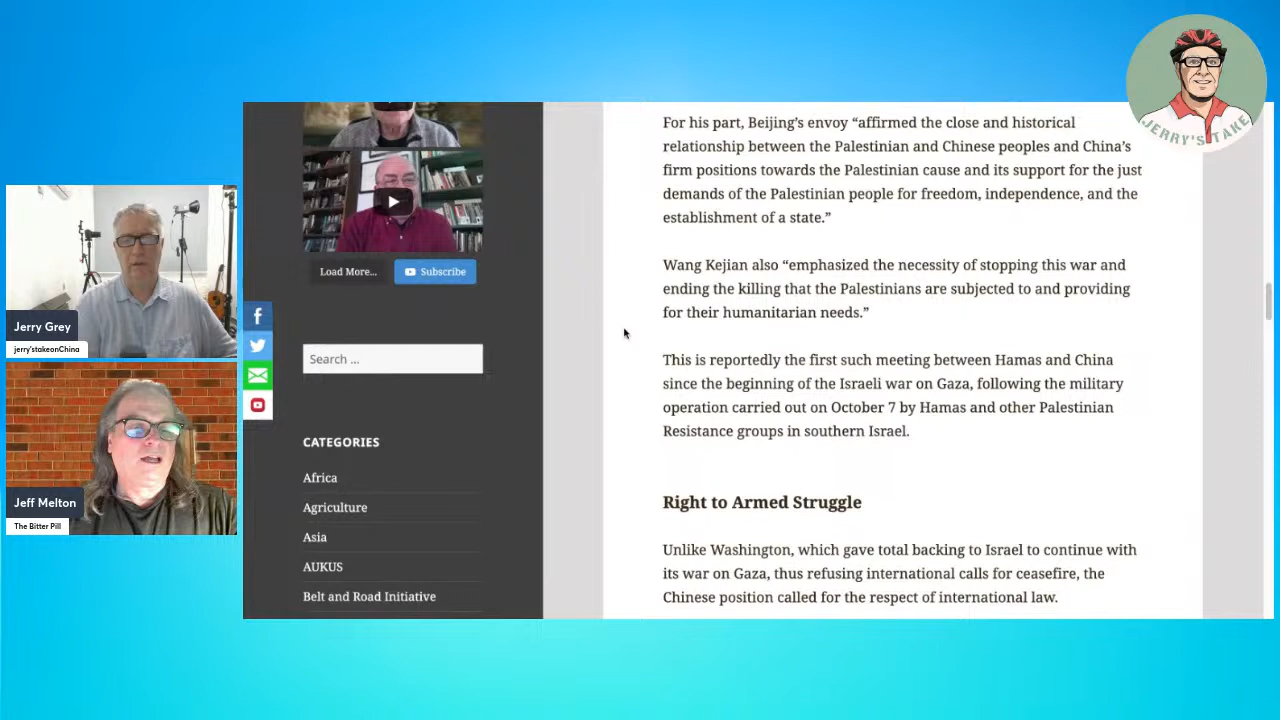 JERRY'S TAKE
Jerry Grey
jerry'stakeonChina
Jeff Melton
The Bitter Pill
Load More...
Subscribe
Search ...
CATEGORIES
Africa
Agriculture
Asia
AUKUS
Belt and Road Initiative
For his part, Beijing’s envoy “affirmed the close and historical
relationship between the Palestinian and Chinese peoples and China’s
firm positions towards the Palestinian cause and its support for the just
demands of the Palestinian people for freedom, independence, and the
establishment of a state.”
Wang Kejian also “emphasized the necessity of stopping this war and
ending the killing that the Palestinians are subjected to and providing
for their humanitarian needs.”
This is reportedly the first such meeting between Hamas and China
since the beginning of the Israeli war on Gaza, following the military
operation carried out on October 7 by Hamas and other Palestinian
Resistance groups in southern Israel.
Right to Armed Struggle
Unlike Washington, which gave total backing to Israel to continue with
its war on Gaza, thus refusing international calls for ceasefire, the
Chinese position called for the respect of international law.